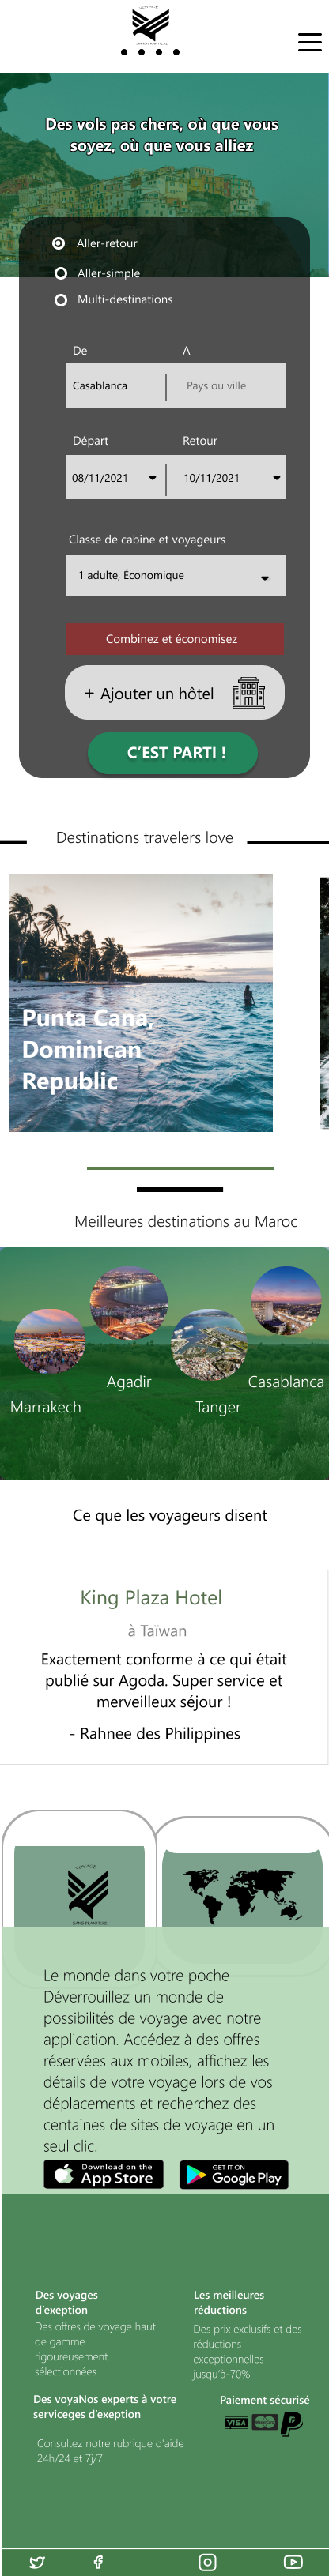 VOYAGE
SANS FRANTIERE
Des vols pas chers, où que vous
soyez, où que vous alliez
Aller-retour
Aller-simple
Multi-destinations
De A
Casablanca Pays ou ville
Départ Retour
08/11/2021 10/11/2021
Classe de cabine et voyageurs
1 adulte, Économique
Combinez et économisez
+ Ajouter un hôtel
C'EST PARTI !
Destinations travelers love
Punta Cana,
Dominican
Republic
Meilleures destinations au Maroc
Agadir Casablanca
Marrakech Tanger
Ce que les voyageurs disent
King Plaza Hotel
à Taïwan
Exactement conforme à ce qui était
publié sur Agoda. Super service et
merveilleux séjour !
- Rahnee des Philippines
SANS FRANTIERE
Le monde dans votre poche
Déverrouillez un monde de
possibilités de voyage avec notre
application. Accédez à des offres
réservées aux mobiles, affichez les
détails de votre voyage lors de vos
déplacements et recherchez des
centaines de sites de voyage en un
seul clic.
Download on the
App Store
GET IT ON
Google Play
Des voyages
d'exeption
Des offres de voyage haut
de gamme
rigoureusement
sélectionnées
Les meilleures
réductions
Des prix exclusifs et des
réductions
exceptionnelles
jusqu'à-70%
Des voyaNos experts à votre
serviceges d'exeption
Consultez notre rubrique d'aide
24h/24 et 7j/7
Paiement sécurisé
VISA